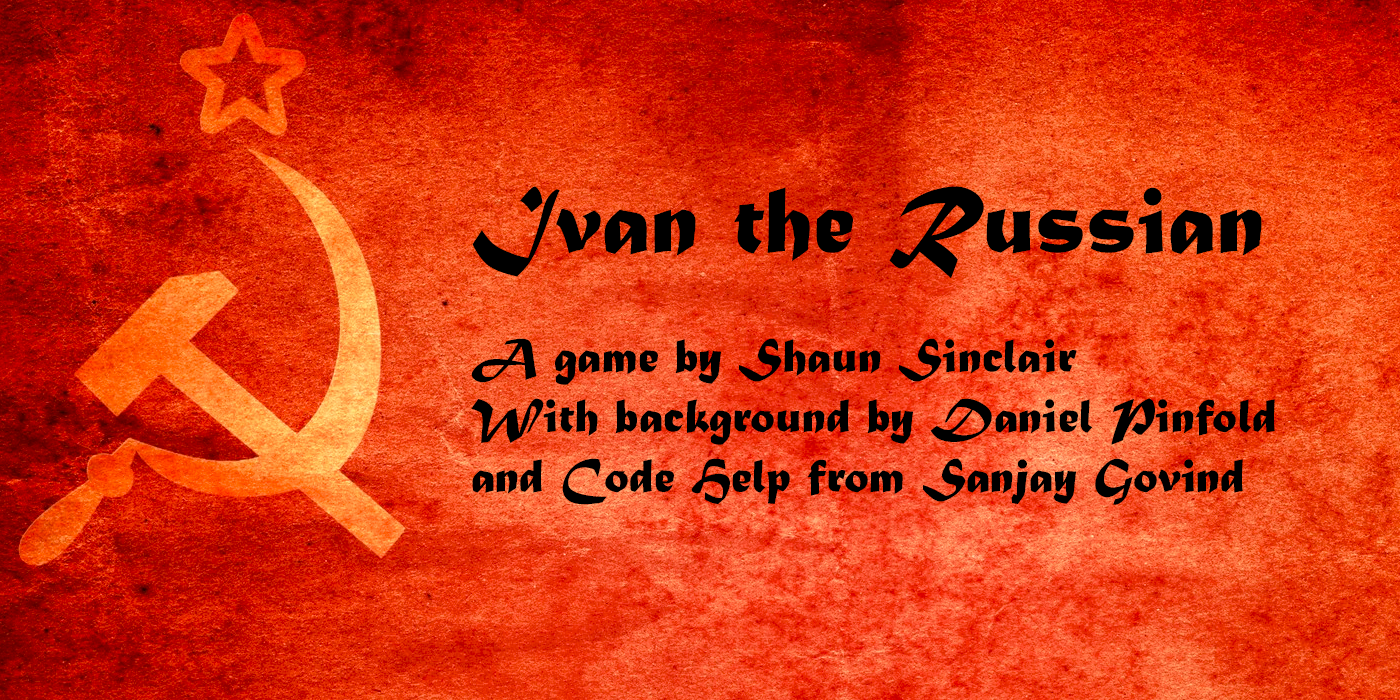 Ivan the Russian
A game by Shaun Sinclair
With background by Daniel Pinfold
and Code Help from Sanjay Govind